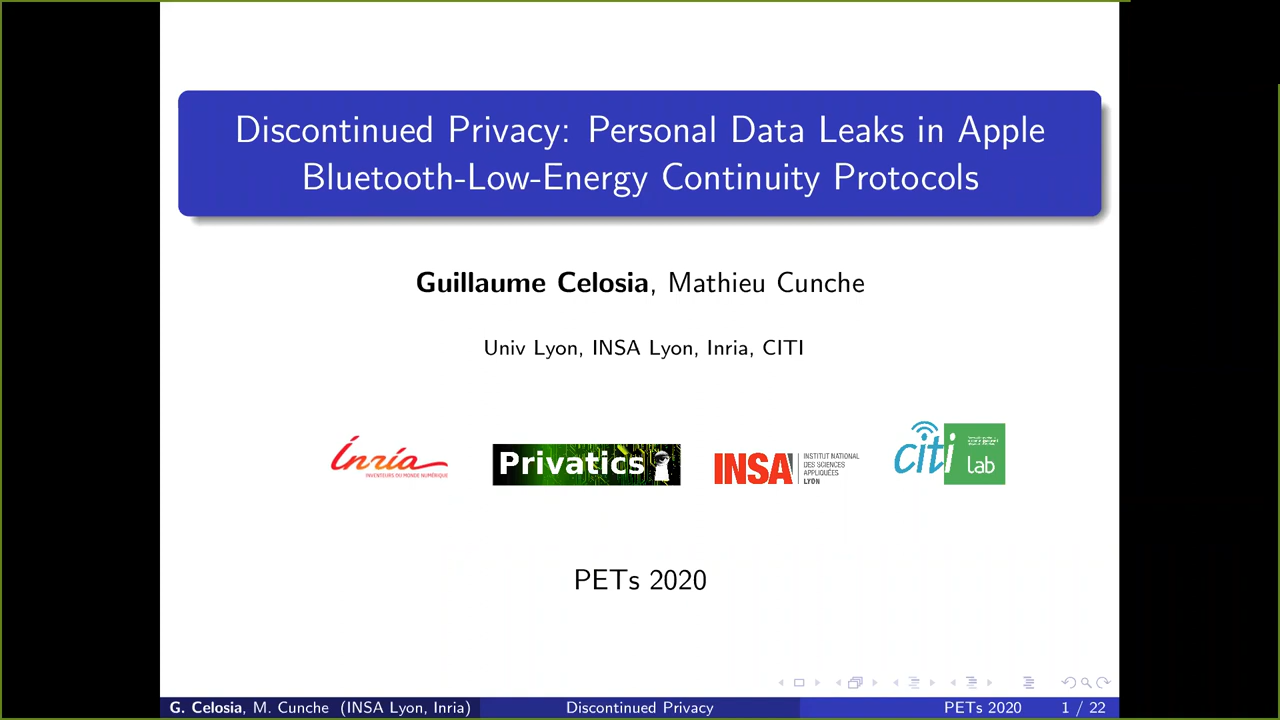 Discontinued Privacy: Personal Data Leaks in Apple
Bluetooth-Low-Energy Continuity Protocols
Guillaume Celosia, Mathieu Cunche
Univ Lyon, INSA Lyon, Inria, CITI
Inria
INVENTEURS DU MONDE NUMÉRIQUE
Privatics
INSA
INSTITUT NATIONAL
DES SCIENCES
APPLIQUÉES
LYON
citi
Lab
PETs 2020
G. Celosia, M. Cunche (INSA Lyon, Inria)
Discontinued Privacy
PETs 2020
1 / 22